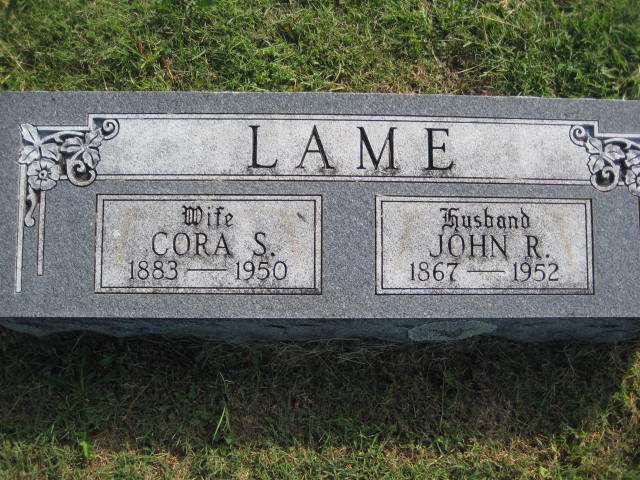 LAME
Wife
CORA S.
1883 — 1950
Husband
JOHN R.
1867 — 1952